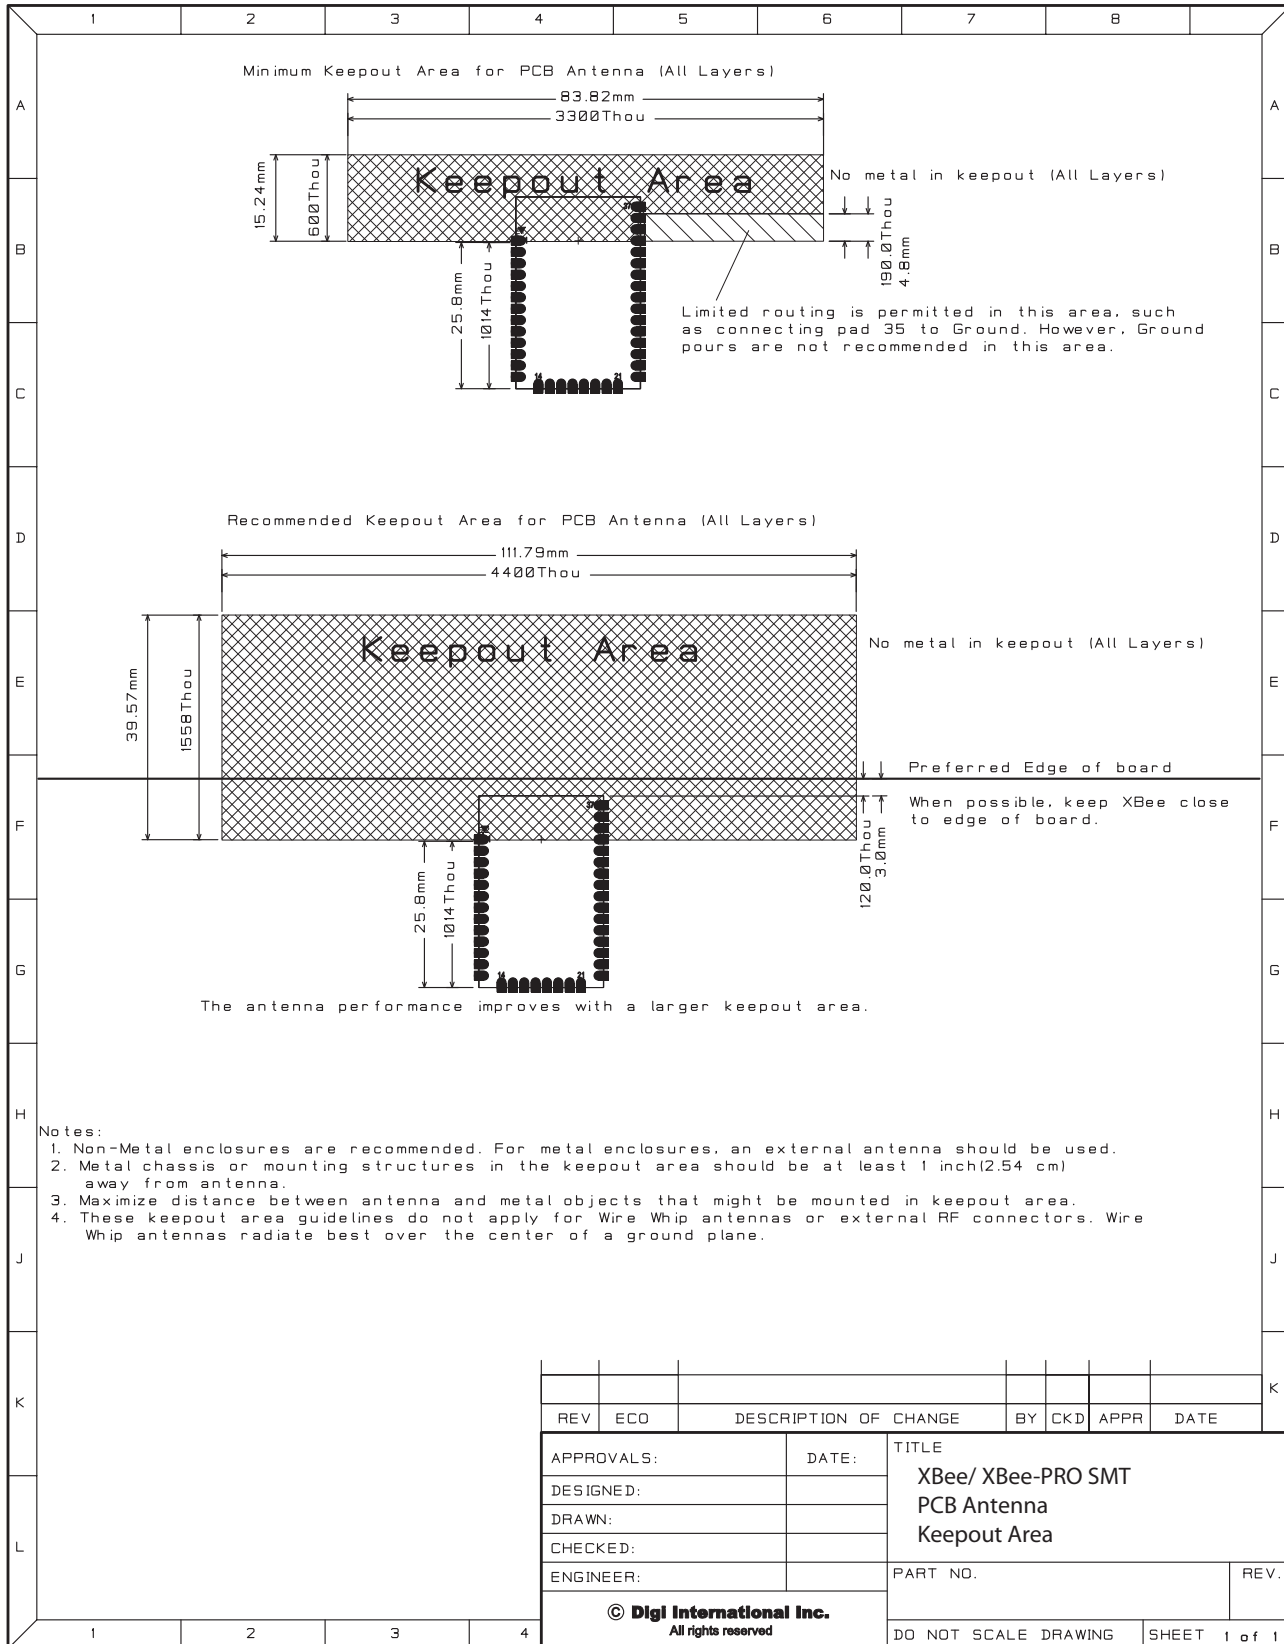 1 2 3 4 5 6 7 8
Minimum Keepout Area for PCB Antenna (All Layers)
83.82mm
3300Thou
A A
Keepout Area
No metal in keepout (All Layers)
15.24mm
600Thou
37
1
190.0Thou
4.8mm
B B
25.8mm
1014Thou
Limited routing is permitted in this area, such
as connecting pad 35 to Ground. However, Ground
pours are not recommended in this area.
14 21
C C
Recommended Keepout Area for PCB Antenna (All Layers)
D D
111.79mm
4400Thou
Keepout Area
No metal in keepout (All Layers)
E E
39.57mm
1558Thou
Preferred Edge of board
When possible, keep XBee close
to edge of board.
37
1
F F
120.0Thou
3.0mm
25.8mm
1014Thou
14 21
G G
The antenna performance improves with a larger keepout area.
H H
Notes:
1. Non-Metal enclosures are recommended. For metal enclosures, an external antenna should be used.
2. Metal chassis or mounting structures in the keepout area should be at least 1 inch(2.54 cm)
away from antenna.
3. Maximize distance between antenna and metal objects that might be mounted in keepout area.
4. These keepout area guidelines do not apply for Wire Whip antennas or external RF connectors. Wire
Whip antennas radiate best over the center of a ground plane.
J J
K K
REV ECO DESCRIPTION OF CHANGE BY CKD APPR DATE
APPROVALS: DATE:
DESIGNED:
DRAWN:
CHECKED:
ENGINEER:
TITLE
XBee/ XBee-PRO SMT
PCB Antenna
Keepout Area
L
PART NO. REV.
© Digi International Inc.
All rights reserved
DO NOT SCALE DRAWING SHEET 1 of 1
1 2 3 4